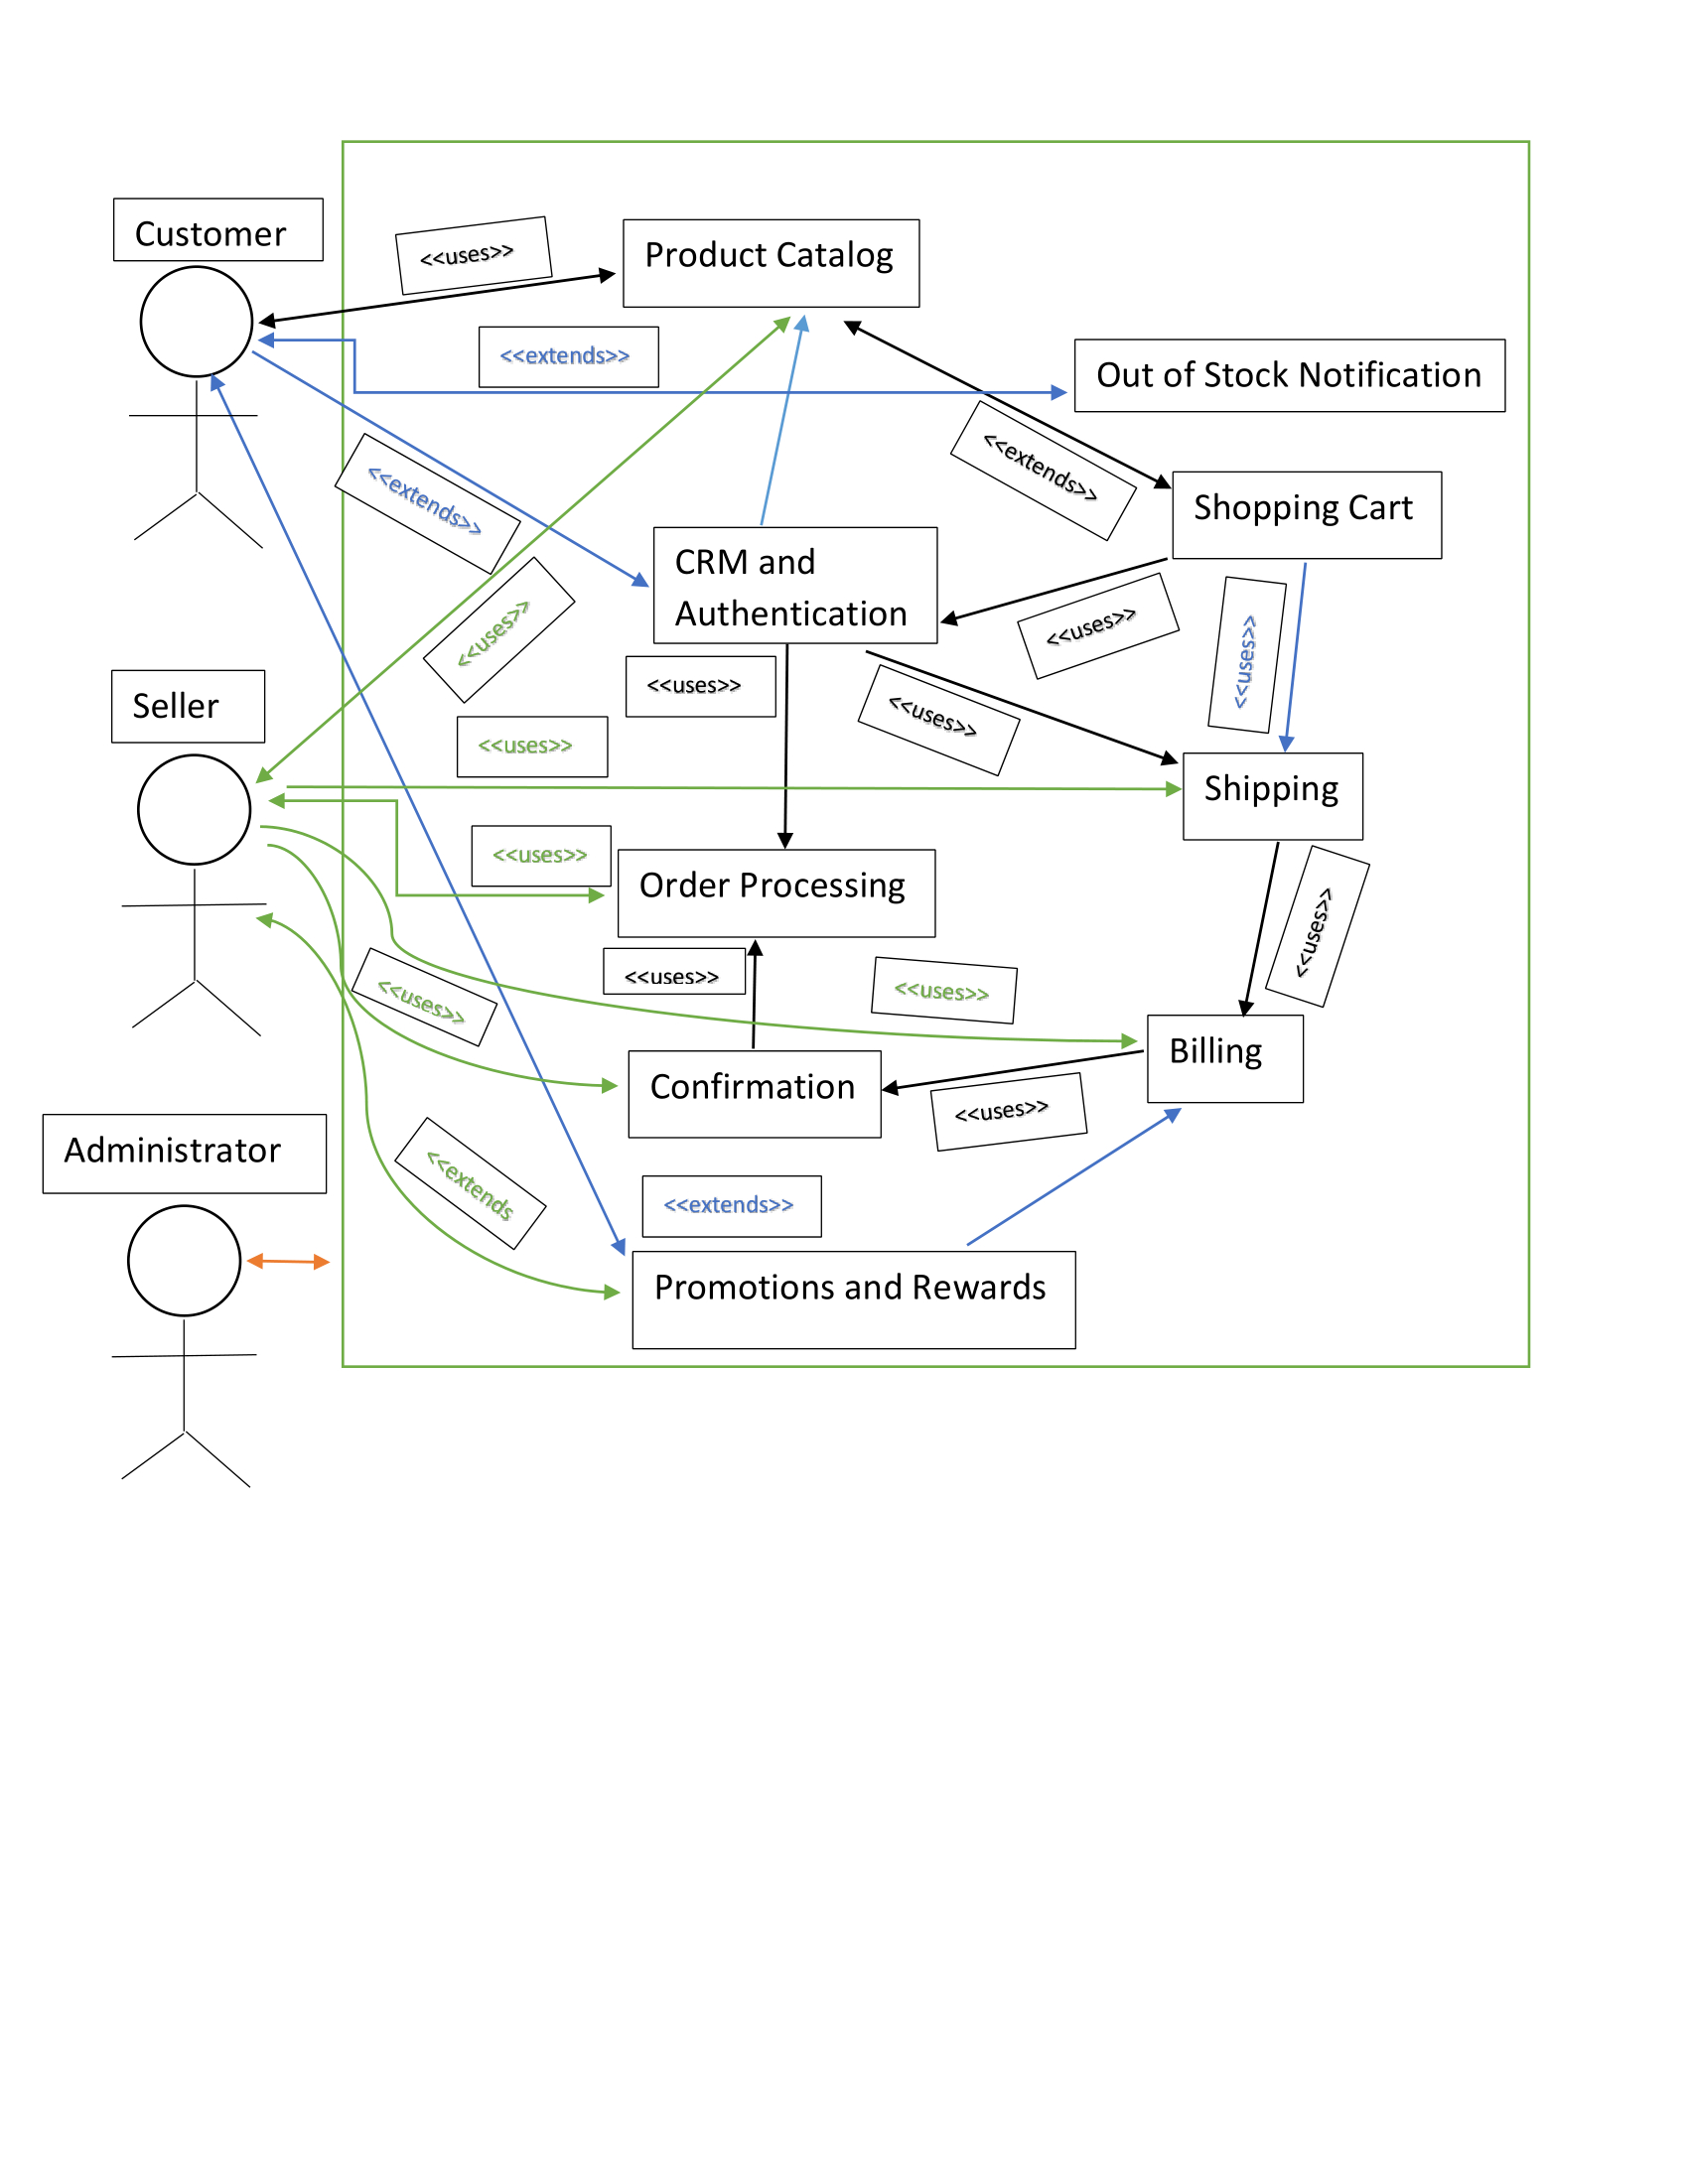 Customer
<<uses>>
Product Catalog
<<extends>>
Out of Stock Notification
<<extends>>
<<extends>>
Shopping Cart
CRM and
Authentication
<<uses>>
<<uses>>
<<uses>>
<<uses>>
<<uses>>
Seller
<<uses>>
Shipping
<<uses>>
Order Processing
<<uses>>
<<uses>>
<<uses>>
<<uses>>
Billing
Confirmation
<<uses>>
Administrator
<<extends
<<extends>>
Promotions and Rewards